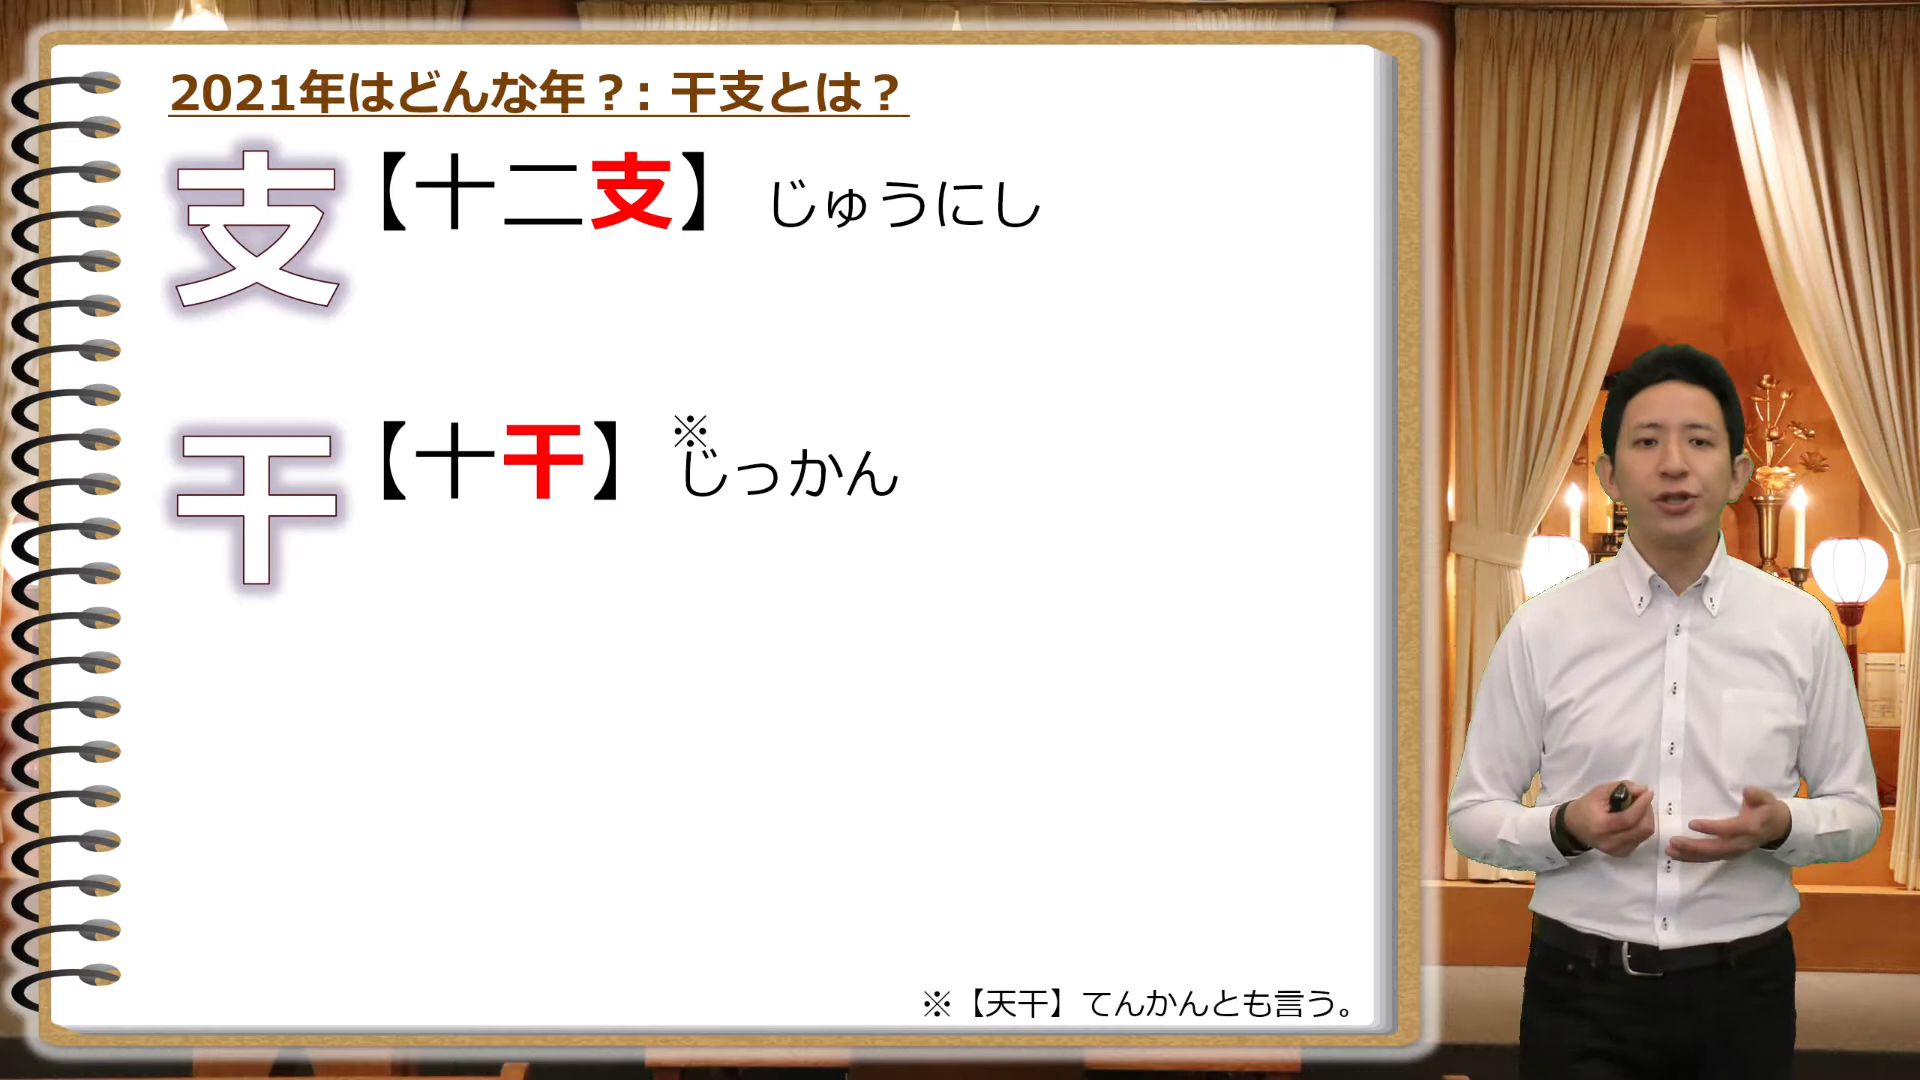 2021年はどんな年？: 干支とは？
支【十二支】じゅうにし
※
干【十干】じっかん
※【天干】てんかんとも言う。